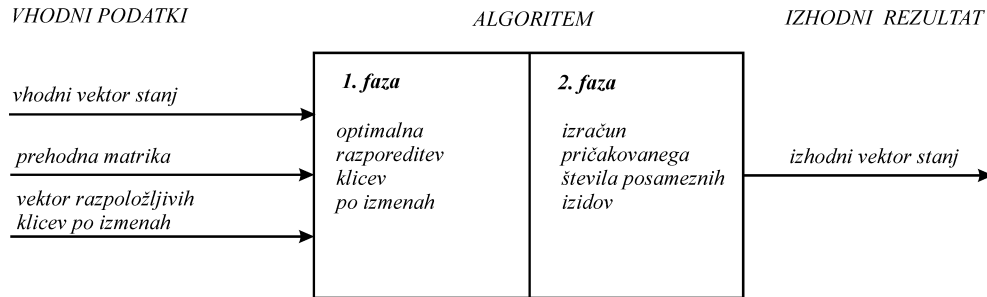 VHODNI PODATKI
ALGORITEM
IZHODNI REZULTAT
vhodni vektor stanj
prehodna matrika
vektor razpoložljivih
klicev po izmenah
1. faza
optimalna
razporeditev
klicev
po izmenah
2. faza
izračun
pričakovanega
števila posameznih
izidov
izhodni vektor stanj